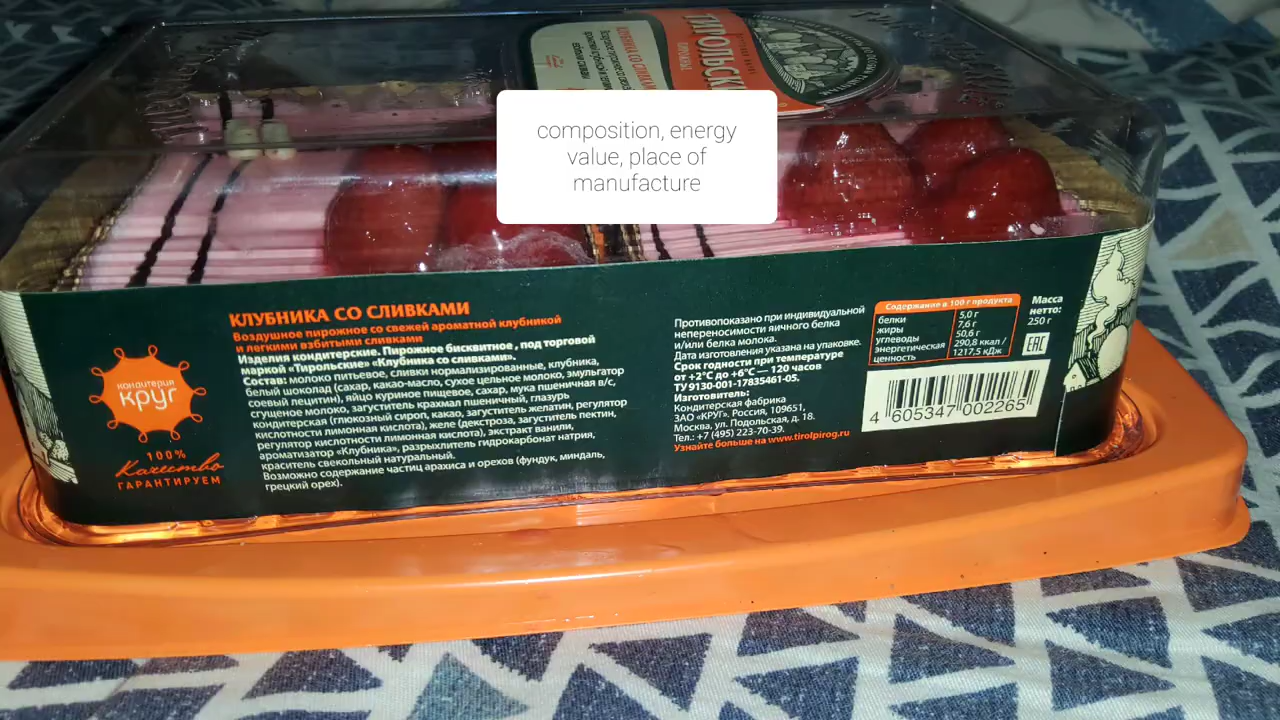 КЛУБНИКА СО СЛИВКАМИ
ТИРОЛЬСКИ
composition, energy
value, place of
manufacture
КЛУБНИКА СО СЛИВКАМИ
Воздушное пирожное со свежей ароматной клубникой
и легкими взбитыми сливками
Изделия кондитерские. Пирожное бисквитное , под торговой
маркой «Тирольские» «Клубника со сливками».
Состав: молоко питьевое, сливки нормализированные, клубника,
белый шоколад (сахар, какао-масло, сухое цельное молоко, эмульгатор
соевый лецитин), яйцо куриное пищевое, сахар, мука пшеничная в/с,
сгущеное молоко, загуститель крахмал пшеничный, глазурь
кондитерская (глюкозный сироп, какао, загуститель желатин, регулятор
кислотности лимонная кислота), желе (декстроза, загуститель пектин,
регулятор кислотности лимонная кислота), экстракт ванили,
ароматизатор «Клубника», разрыхлитель гидрокарбонат натрия,
краситель свекольный натуральный.
Возможно содержание частиц арахиса и орехов (фундук, миндаль,
грецкий орех).
кондитерия
круг
100%
Качество
ГАРАНТИРУЕМ
Противопоказано при индивидуальной
непереносимости яичного белка
и/или белка молока.
Дата изготовления указана на упаковке.
Срок годности при температуре
от +2°С до +6°С — 120 часов
ТУ 9130-001-17835461-05.
Изготовитель:
Кондитерская фабрика
ЗАО «КРУГ». Россия, 109651,
Москва, ул. Подольская, д. 18.
Тел.: +7 (495) 223-70-39.
Узнайте больше на www.tirolpirog.ru
Содержание в 100 г продукта
белки 5,0 г
жиры 7,6 г
углеводы 50,6 г
энергетическая 290,8 ккал /
ценность 1217,5 кДж
Масса
нетто:
250 г
ЕАС
4 605347 002265